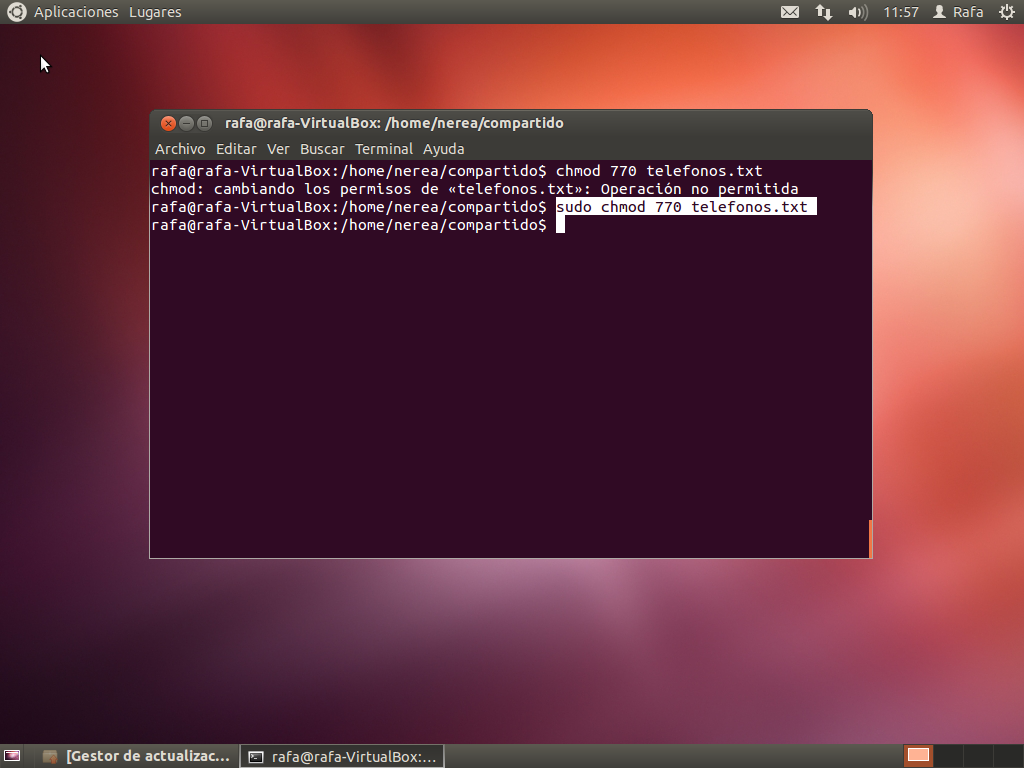 Aplicaciones Lugares 11:57 Rafa
rafa@rafa-VirtualBox: /home/nerea/compartido
Archivo Editar Ver Buscar Terminal Ayuda
rafa@rafa-VirtualBox:/home/nerea/compartido$ chmod 770 telefonos.txt
chmod: cambiando los permisos de «telefonos.txt»: Operación no permitida
rafa@rafa-VirtualBox:/home/nerea/compartido$ sudo chmod 770 telefonos.txt
rafa@rafa-VirtualBox:/home/nerea/compartido$
[Gestor de actualizac... rafa@rafa-VirtualBox:...